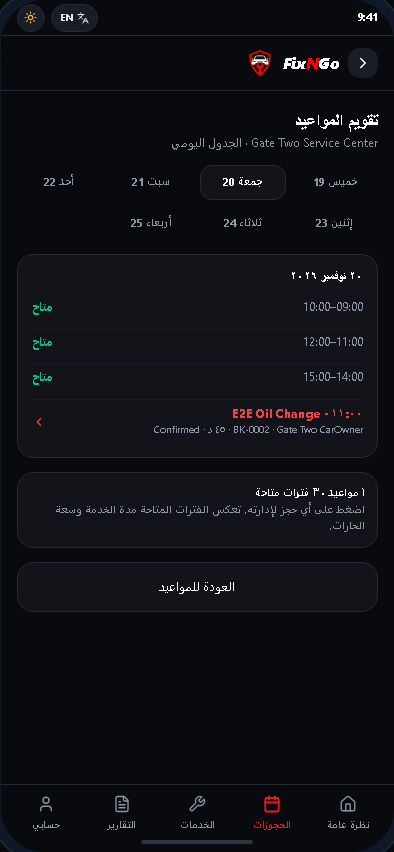 9:41
EN
FixNGo
تقويم المواعيد
Gate Two Service Center · الجدول اليومي
خميس 19
جمعة 20
سبت 21
أحد 22
إثنين 23
ثلاثاء 24
أربعاء 25
٢٠ نوفمبر ٢٠٢٦
10:00–09:00 متاح
12:00–11:00 متاح
15:00–14:00 متاح
١١:٠٠ · E2E Oil Change
Confirmed · ٤٥ د · BK-0002 · Gate Two CarOwner
١ مواعيد · ٣ فترات متاحة
اضغط على أي حجز لإدارته. تعكس الفترات المتاحة مدة الخدمة وسعة
الحارات.
العودة للمواعيد
نظرة عامة
الحجوزات
الخدمات
التقارير
حسابي